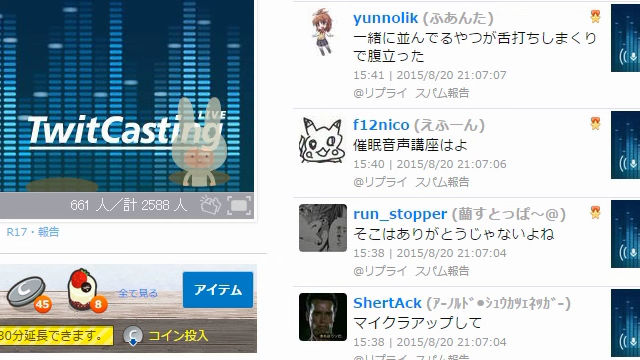 TwitCasting LIVE
661 人／計 2588 人
R17・報告
45
8
全て見る
アイテム
30分延長できます。
コイン投入
yunnolik (ふあんた)
一緒に並んでるやつが舌打ちしまくり
で腹立った
15:41 | 2015/8/20 21:07:07
@リプライ スパム報告
f12nico (えふーん)
催眠音声講座はよ
15:40 | 2015/8/20 21:07:06
@リプライ スパム報告
run_stopper (蘭すとっぱ～@)
そこはありがとうじゃないよね
15:38 | 2015/8/20 21:07:04
@リプライ スパム報告
ShertAck (ｱｰﾉﾙﾄﾞ•ｼｭｳｶﾂｪﾈｯｶﾞｰ)
マイクラアップして
15:38 | 2015/8/20 21:07:04
@リプライ スパム報告